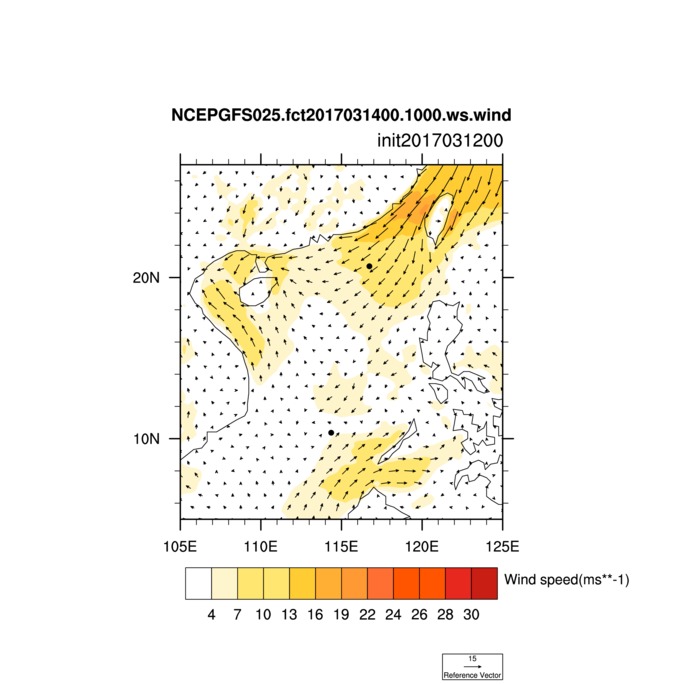 NCEPGFS025.fct2017031400.1000.ws.wind
init2017031200
20N
10N
105E 110E 115E 120E 125E
Wind speed(ms**-1)
4 7 10 13 16 19 22 24 26 28 30
15
Reference Vector